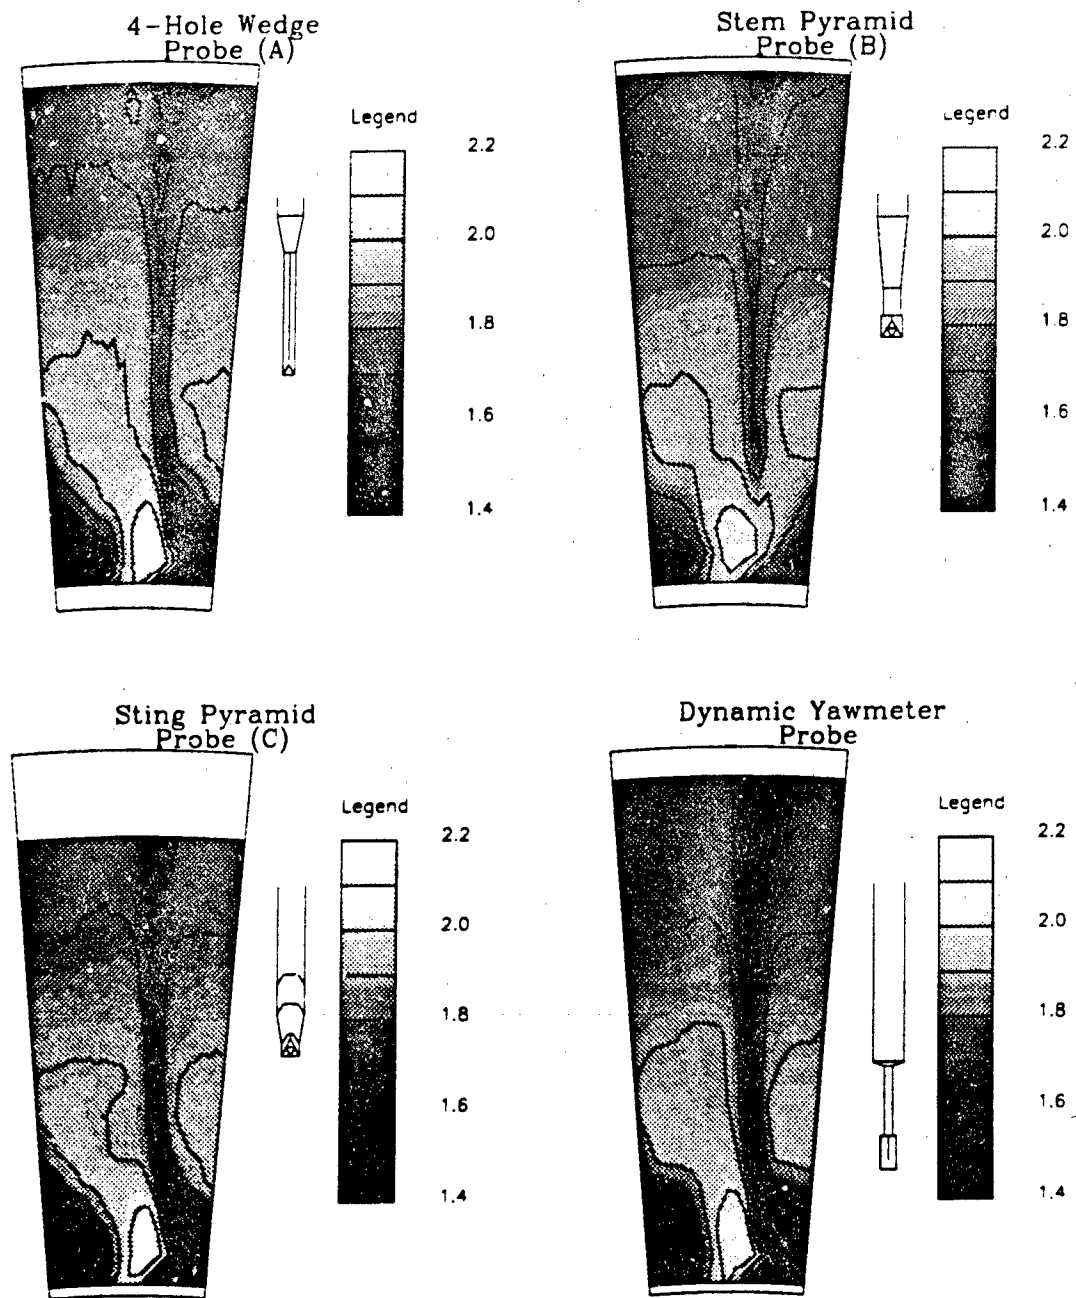 4-Hole Wedge
Probe (A)
Legend
2.2
2.0
1.8
1.6
1.4
Stem Pyramid
Probe (B)
Legend
2.2
2.0
1.8
1.6
1.4
Sting Pyramid
Probe (C)
Legend
2.2
2.0
1.8
1.6
1.4
Dynamic Yawmeter
Probe
Legend
2.2
2.0
1.8
1.6
1.4